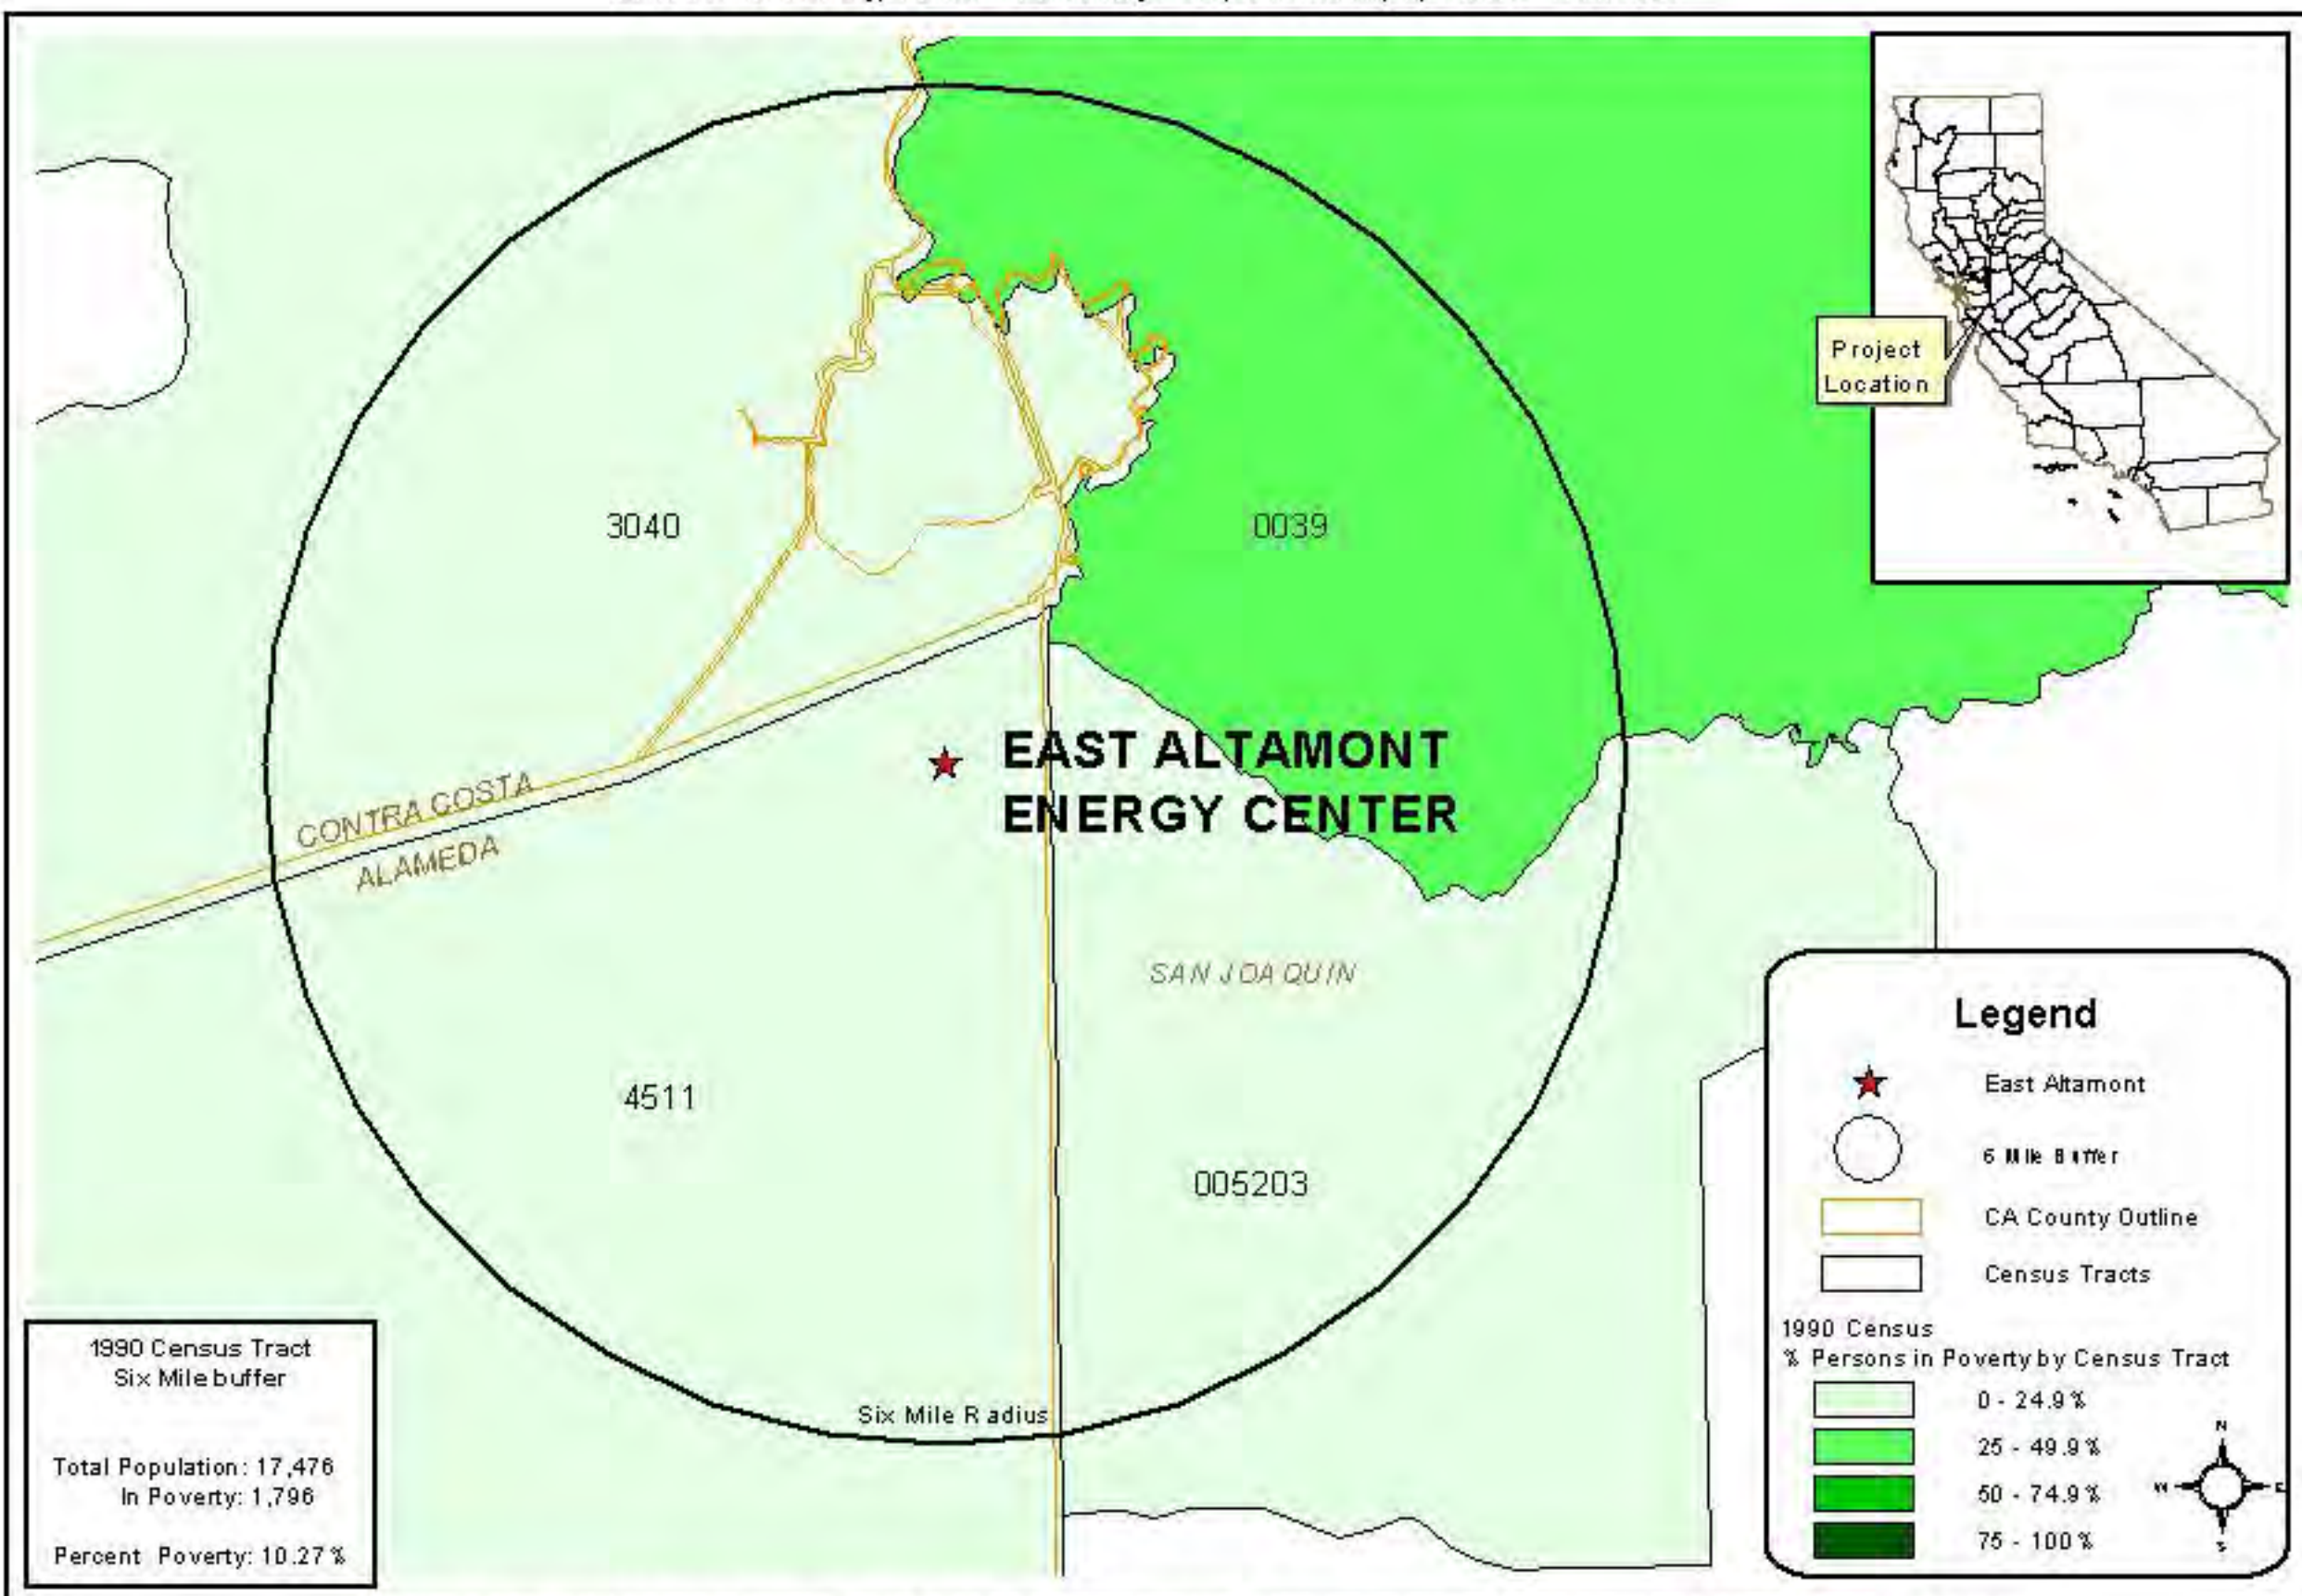 Project
Location
3040
0039
EAST ALTAMONT
ENERGY CENTER
CONTRA COSTA
ALAMEDA
SAN JOAQUIN
4511
005203
Six Mile Radius
1990 Census Tract
Six Mile buffer
Total Population: 17,476
In Poverty: 1,796
Percent Poverty: 10.27%
Legend
East Altamont
6 Mile Buffer
CA County Outline
Census Tracts
1990 Census
% Persons in Poverty by Census Tract
0 - 24.9%
25 - 49.9%
50 - 74.9%
75 - 100%
N
W
E
S